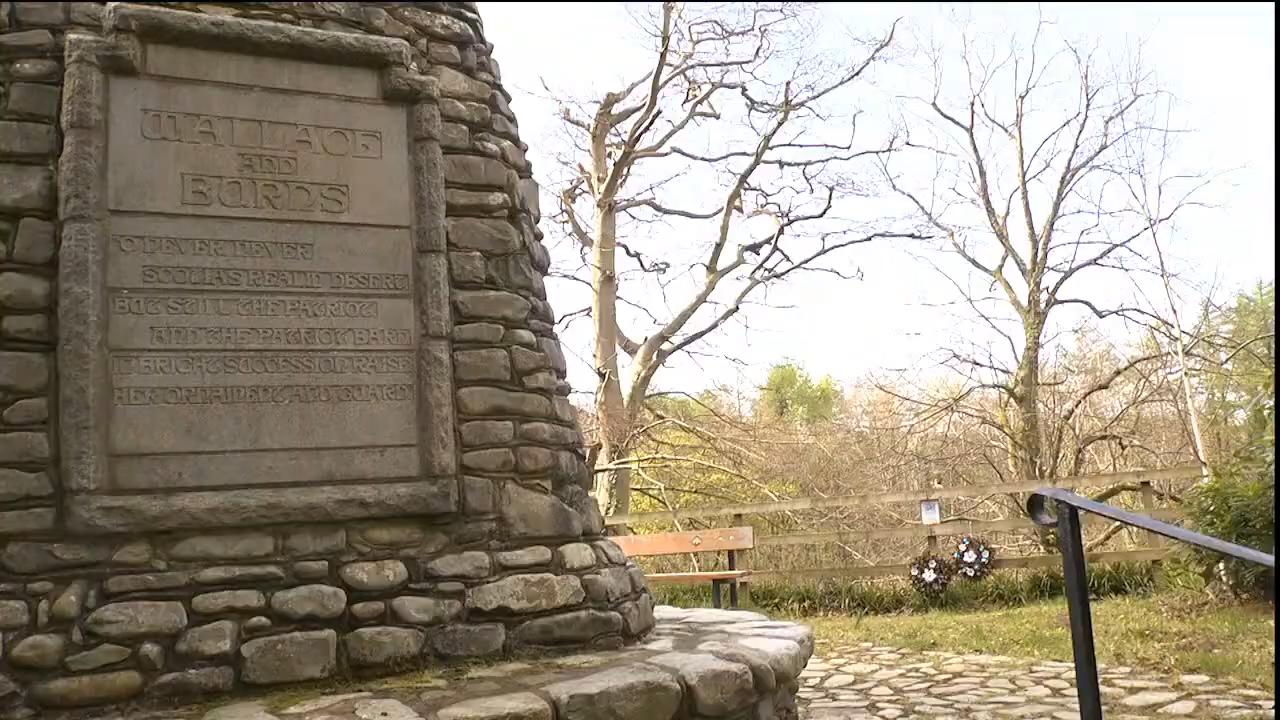 WALLACE
AND
BURNS
"O NEVER NEVER
SCOTIAS REALM DESERT
BUT STILL THE PATRIOT
AND THE PATRIOT BARD
IN BRIGHT SUCCESSION RAISE
HER ORNAMENT AND GUARD